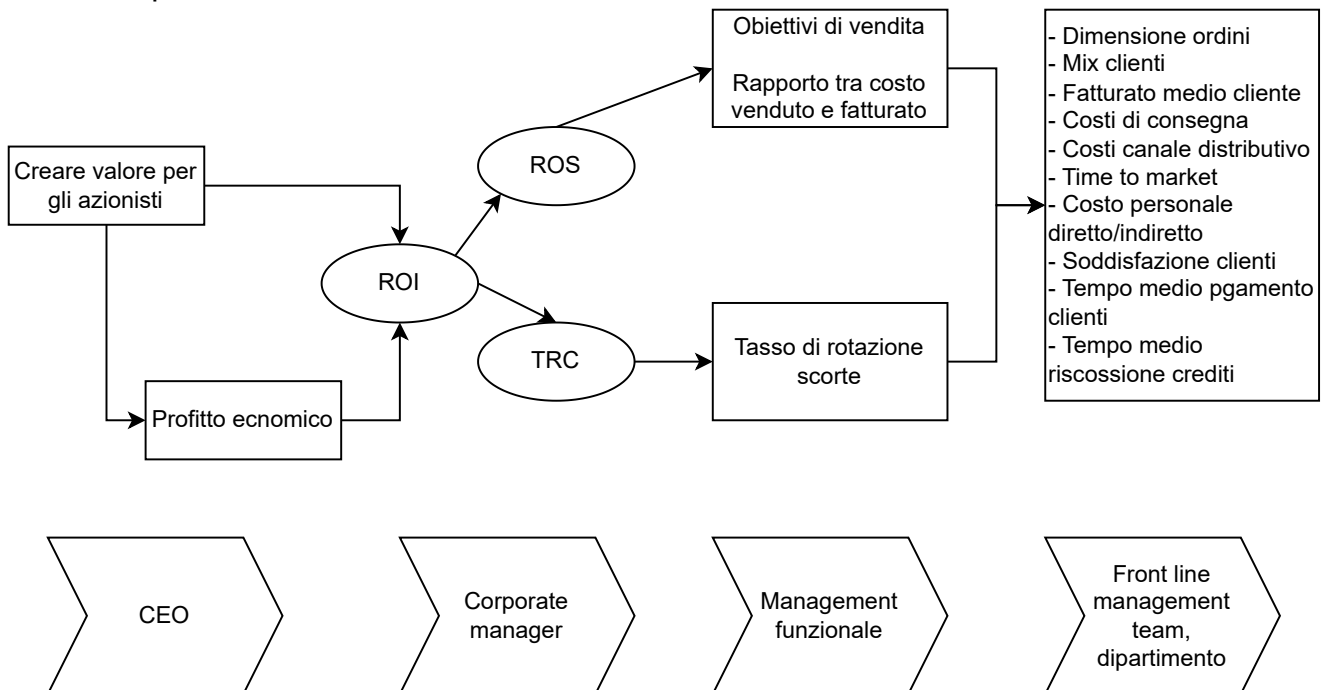 Creare valore per
gli azionisti
Profitto ecnomico
ROI
ROS
TRC
Obiettivi di vendita
Rapporto tra costo
venduto e fatturato
Tasso di rotazione
scorte
- Dimensione ordini
- Mix clienti
- Fatturato medio cliente
- Costi di consegna
- Costi canale distributivo
- Time to market
- Costo personale
diretto/indiretto
- Soddisfazione clienti
- Tempo medio pgamento
clienti
- Tempo medio
riscossione crediti
CEO
Corporate
manager
Management
funzionale
Front line
management
team,
dipartimento